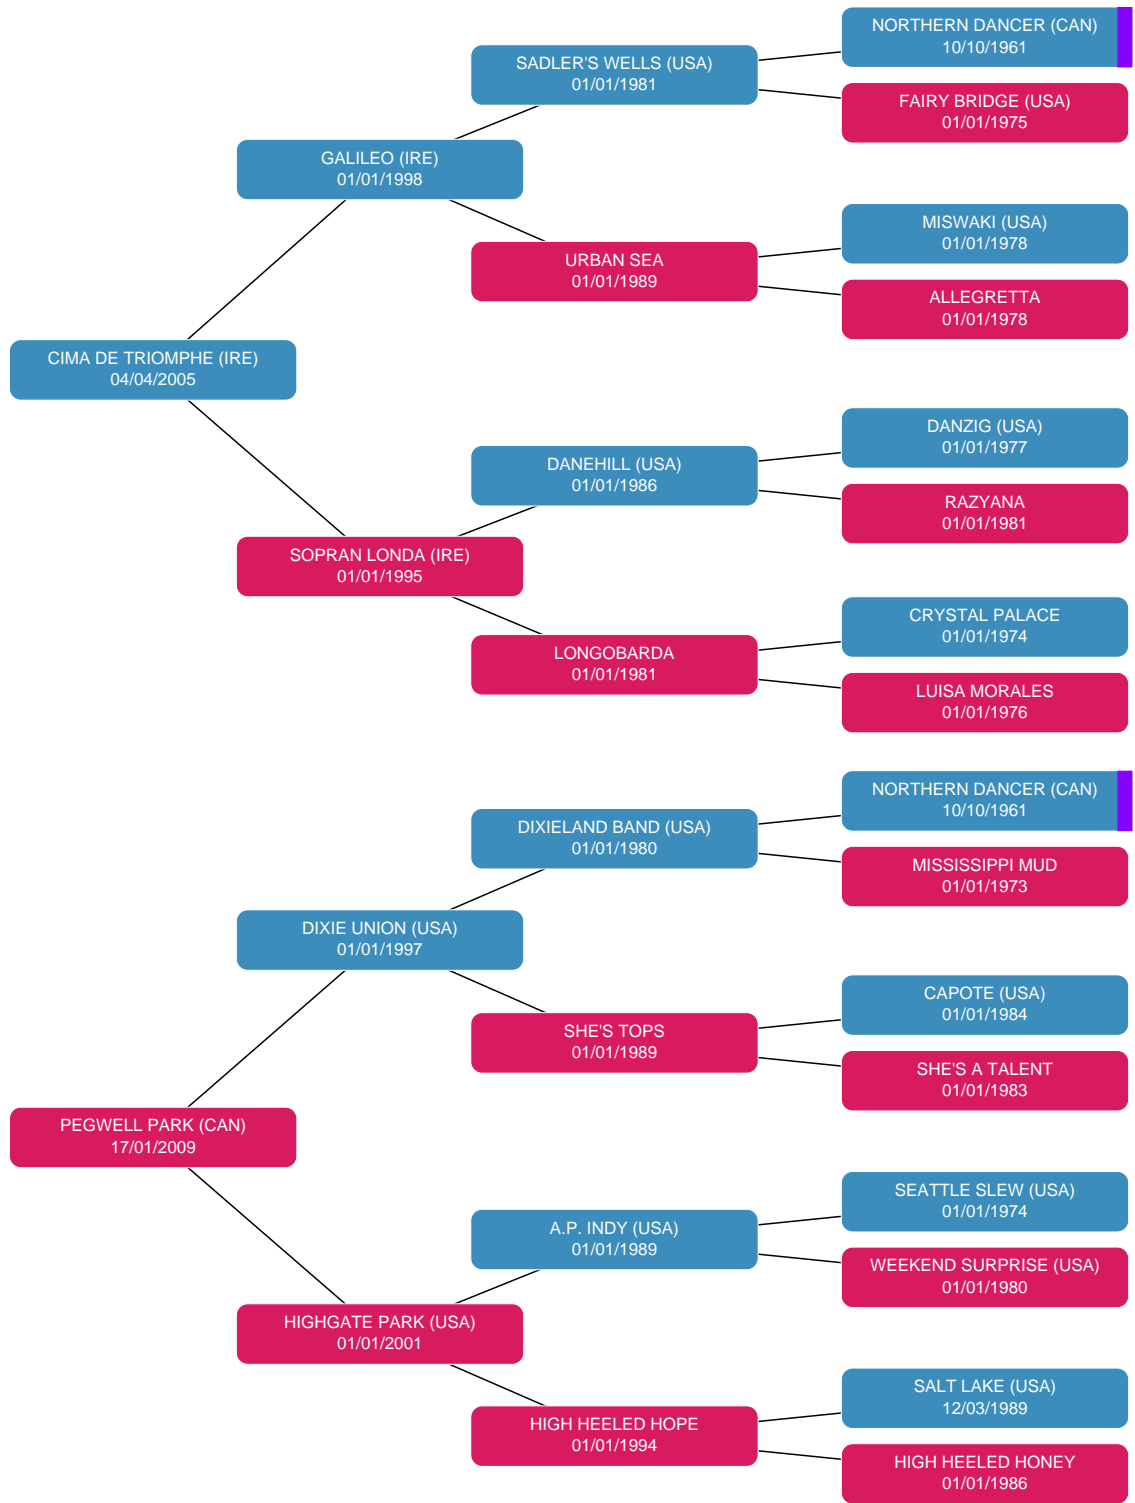 NORTHERN DANCER (CAN)
10/10/1961
SADLER'S WELLS (USA)
01/01/1981
FAIRY BRIDGE (USA)
01/01/1975
GALILEO (IRE)
01/01/1998
MISWAKI (USA)
01/01/1978
URBAN SEA
01/01/1989
ALLEGRETTA
01/01/1978
CIMA DE TRIOMPHE (IRE)
04/04/2005
DANZIG (USA)
01/01/1977
DANEHILL (USA)
01/01/1986
RAZYANA
01/01/1981
SOPRAN LONDA (IRE)
01/01/1995
CRYSTAL PALACE
01/01/1974
LONGOBARDA
01/01/1981
LUISA MORALES
01/01/1976
NORTHERN DANCER (CAN)
10/10/1961
DIXIELAND BAND (USA)
01/01/1980
MISSISSIPPI MUD
01/01/1973
DIXIE UNION (USA)
01/01/1997
CAPOTE (USA)
01/01/1984
SHE'S TOPS
01/01/1989
SHE'S A TALENT
01/01/1983
PEGWELL PARK (CAN)
17/01/2009
SEATTLE SLEW (USA)
01/01/1974
A.P. INDY (USA)
01/01/1989
WEEKEND SURPRISE (USA)
01/01/1980
HIGHGATE PARK (USA)
01/01/2001
SALT LAKE (USA)
12/03/1989
HIGH HEELED HOPE
01/01/1994
HIGH HEELED HONEY
01/01/1986